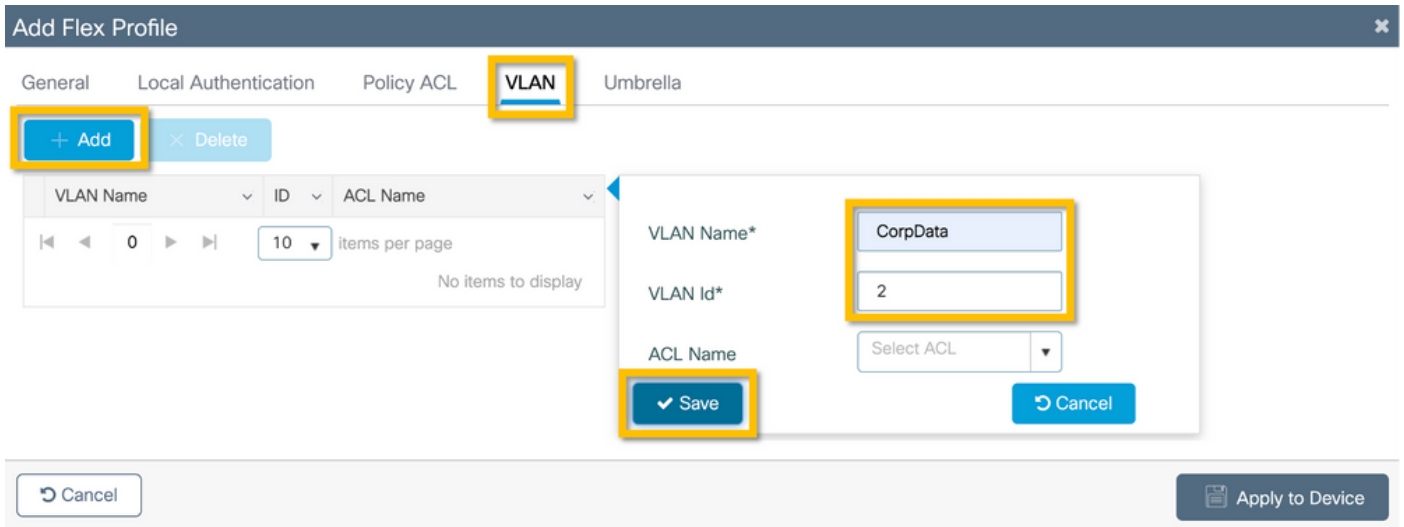 Add Flex Profile
General Local Authentication Policy ACL VLAN Umbrella
+ Add × Delete
VLAN Name ID ACL Name
0 10 items per page
No items to display
VLAN Name* CorpData
VLAN Id* 2
ACL Name Select ACL
Save Cancel
Cancel Apply to Device